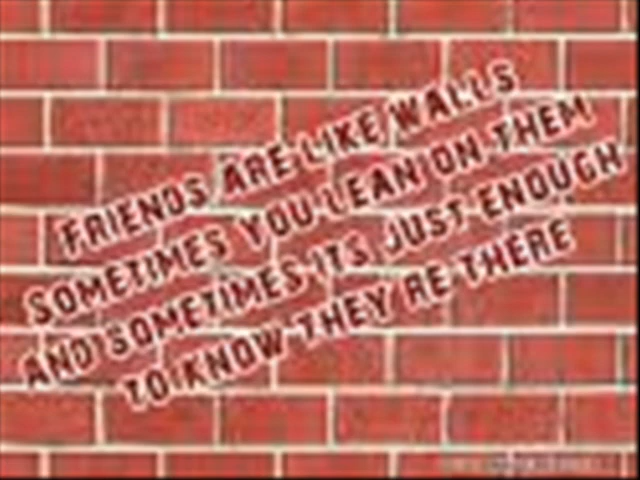 FRIENDS ARE LIKE WALLS
SOMETIMES YOU LEAN ON THEM
AND SOMETIMES ITS JUST ENOUGH
TO KNOW THEY RE THERE